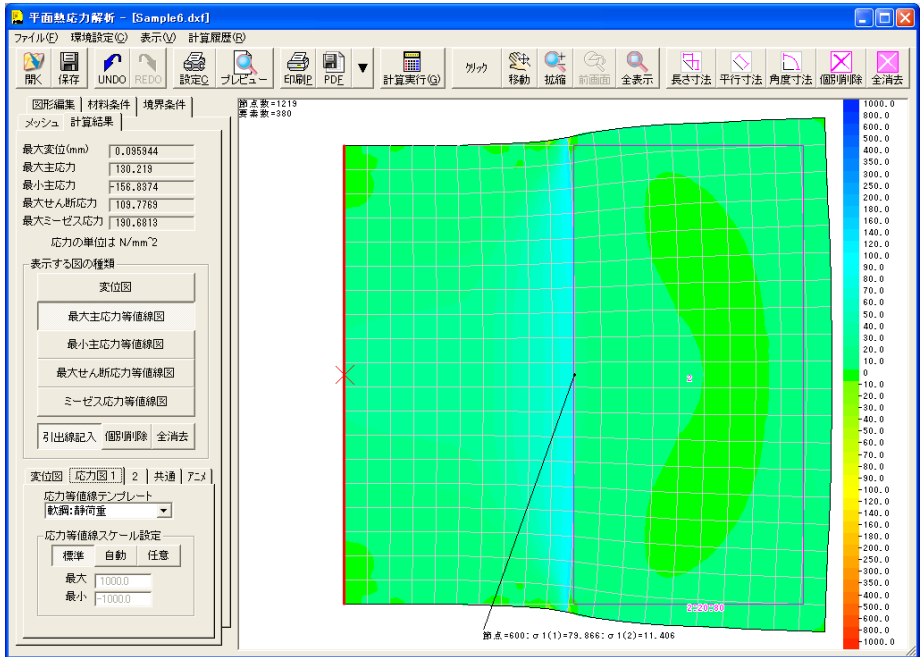 平面熱応力解析 - [Sample6.dxf]
ファイル(F) 環境設定(C) 表示(V) 計算履歴(R)
開く 保存 UNDO REDO 設定C プレビュー 印刷P PDF 計算実行(G) クリック 移動 拡縮 前画面 全表示 長さ寸法 平行寸法 角度寸法 個別削除 全消去
図形編集 材料条件 境界条件
メッシュ 計算結果
最大変位(mm) 0.095944
最大主応力 130.219
最小主応力 -156.8374
最大せん断応力 109.7769
最大ミーゼス応力 190.6813
応力の単位は N/mm^2
表示する図の種類
変位図
最大主応力等値線図
最小主応力等値線図
最大せん断応力等値線図
ミーゼス応力等値線図
引出線記入 個別削除 全消去
変位図 応力図1 2 共通 アニメ
応力等値線テンプレート
軟鋼:静荷重
応力等値線スケール設定
標準 自動 任意
最大 1000.0
最小 -1000.0
節点数=1219
要素数=380
2
2:20:80
節点=600:σ1(1)=79.866:σ1(2)=11.406
1000.0
800.0
600.0
500.0
400.0
350.0
300.0
250.0
200.0
180.0
160.0
140.0
120.0
100.0
90.0
80.0
70.0
60.0
50.0
40.0
30.0
20.0
10.0
0
-10.0
-20.0
-30.0
-40.0
-50.0
-60.0
-70.0
-80.0
-90.0
-100.0
-120.0
-140.0
-160.0
-180.0
-200.0
-250.0
-300.0
-350.0
-400.0
-500.0
-600.0
-800.0
-1000.0